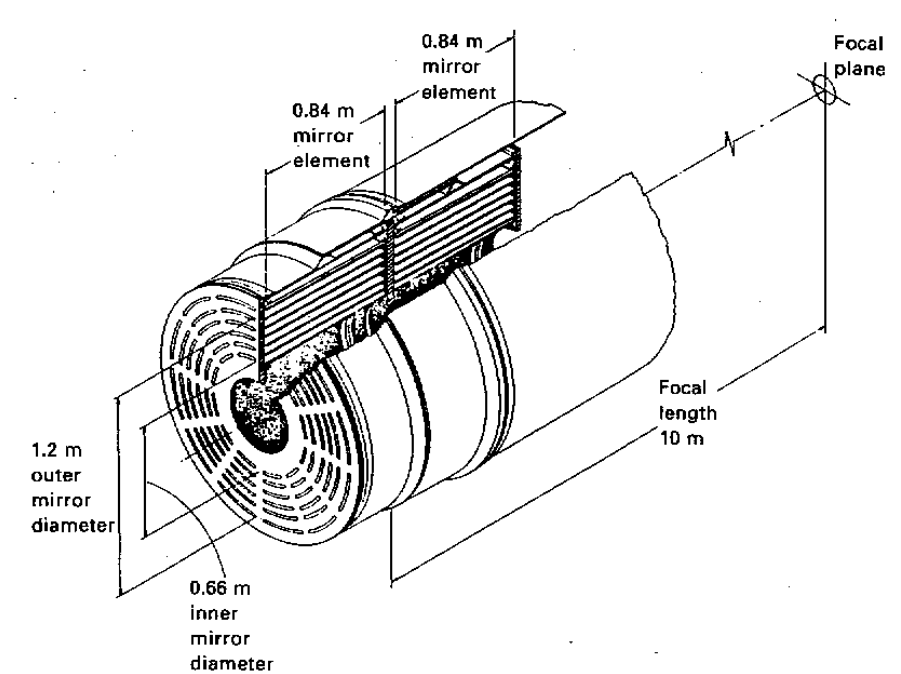 0.84 m
mirror
element
Focal
plane
0.84 m
mirror
element
Focal
length
10 m
1.2 m
outer
mirror
diameter
0.66 m
inner
mirror
diameter